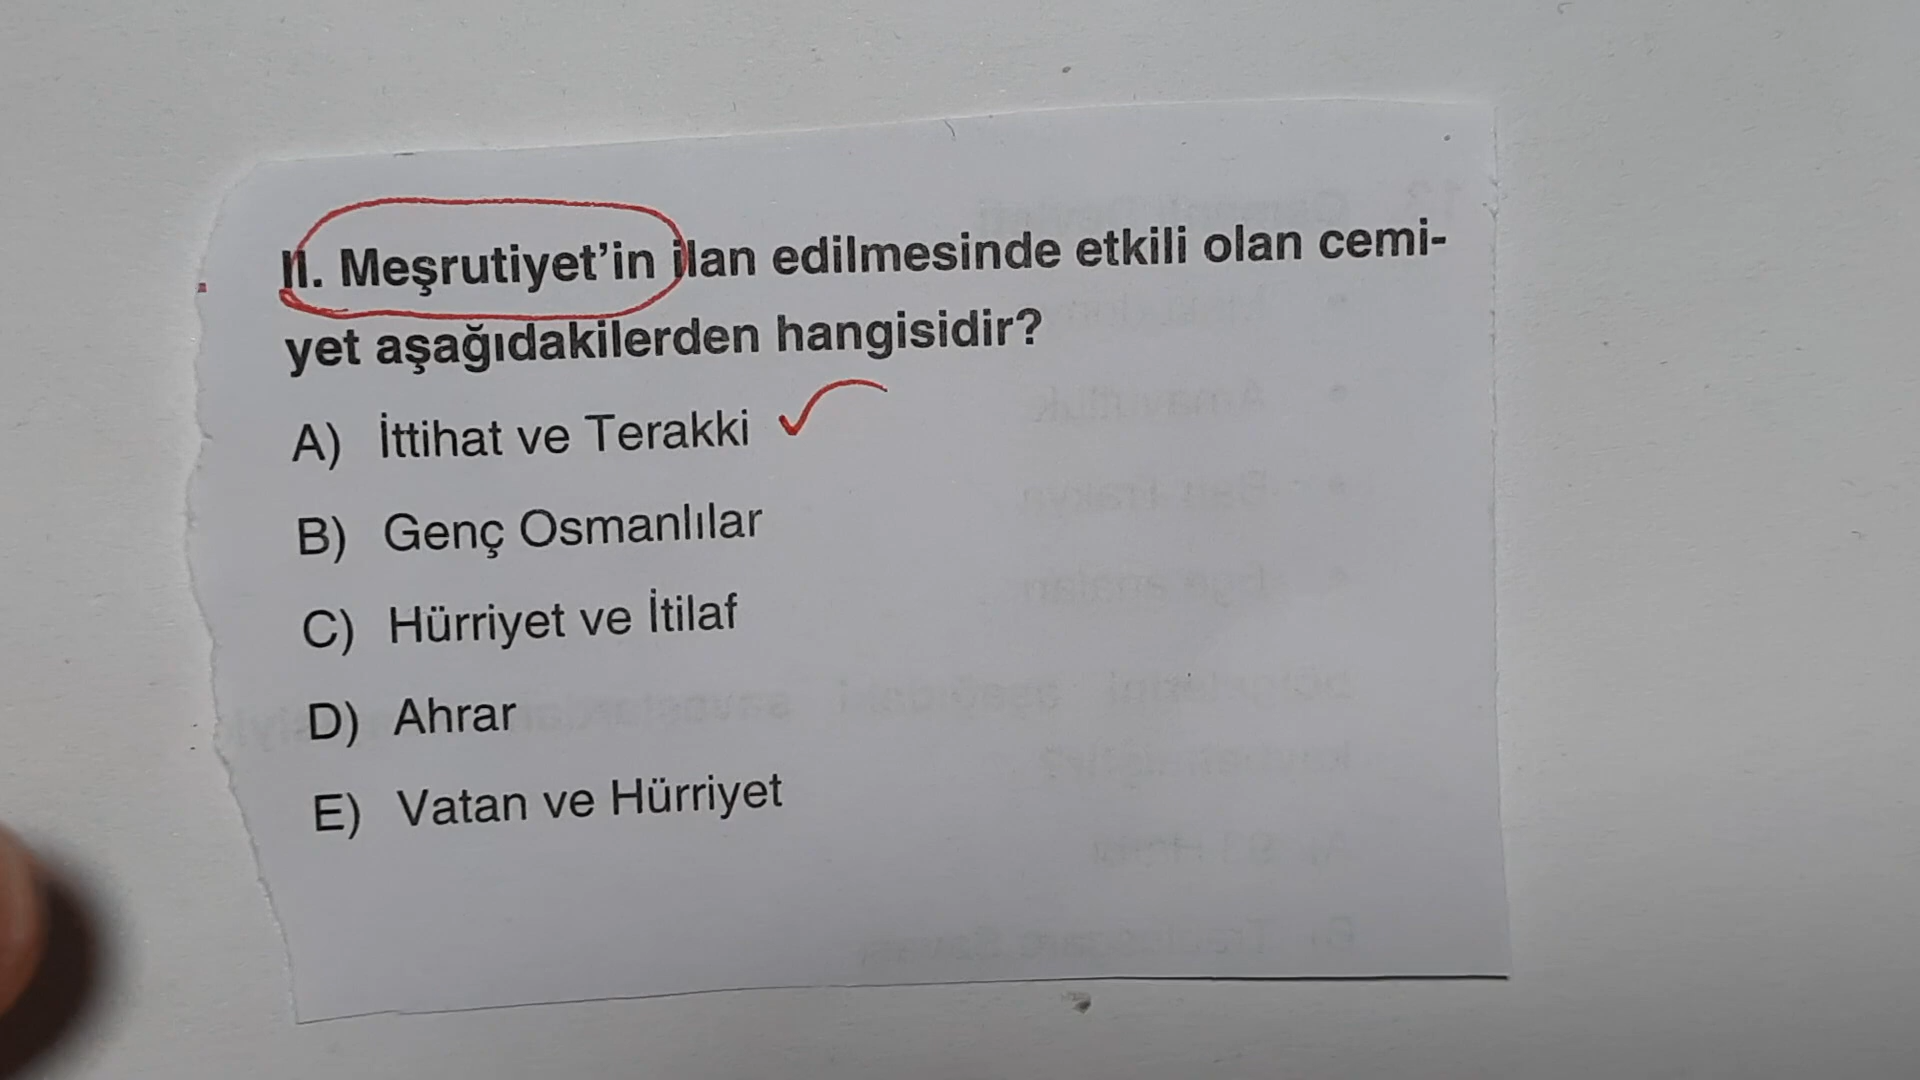 II. Meşrutiyet'in ilan edilmesinde etkili olan cemi-
yet aşağıdakilerden hangisidir?
A) İttihat ve Terakki
B) Genç Osmanlılar
C) Hürriyet ve İtilaf
D) Ahrar
E) Vatan ve Hürriyet